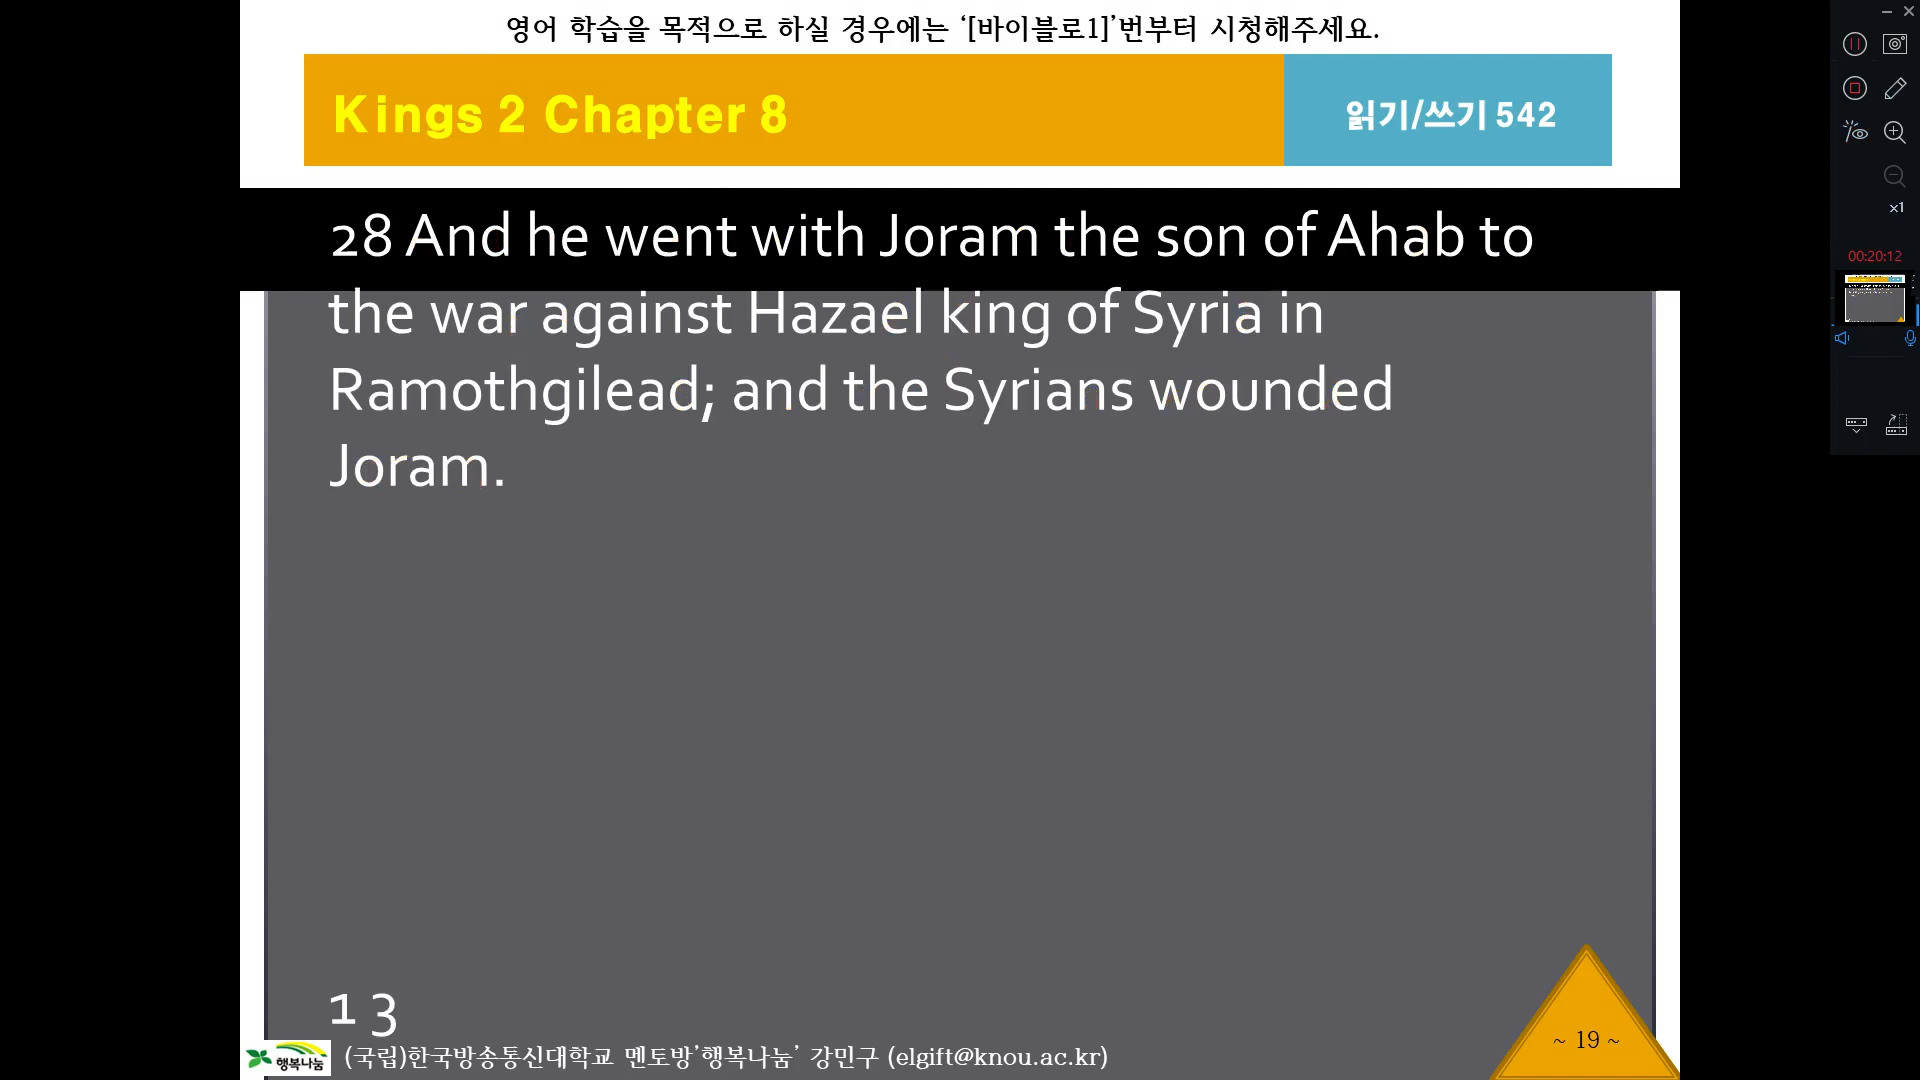 영어 학습을 목적으로 하실 경우에는 ‘[바이블로1]’번부터 시청해주세요.
Kings 2 Chapter 8
읽기/쓰기 542
28 And he went with Joram the son of Ahab to
the war against Hazael king of Syria in
Ramothgilead; and the Syrians wounded
Joram.
1 3
행복나눔
(국립)한국방송통신대학교 멘토방’행복나눔’ 강민구 (elgift@knou.ac.kr)
~ 19 ~
x1
00:20:12